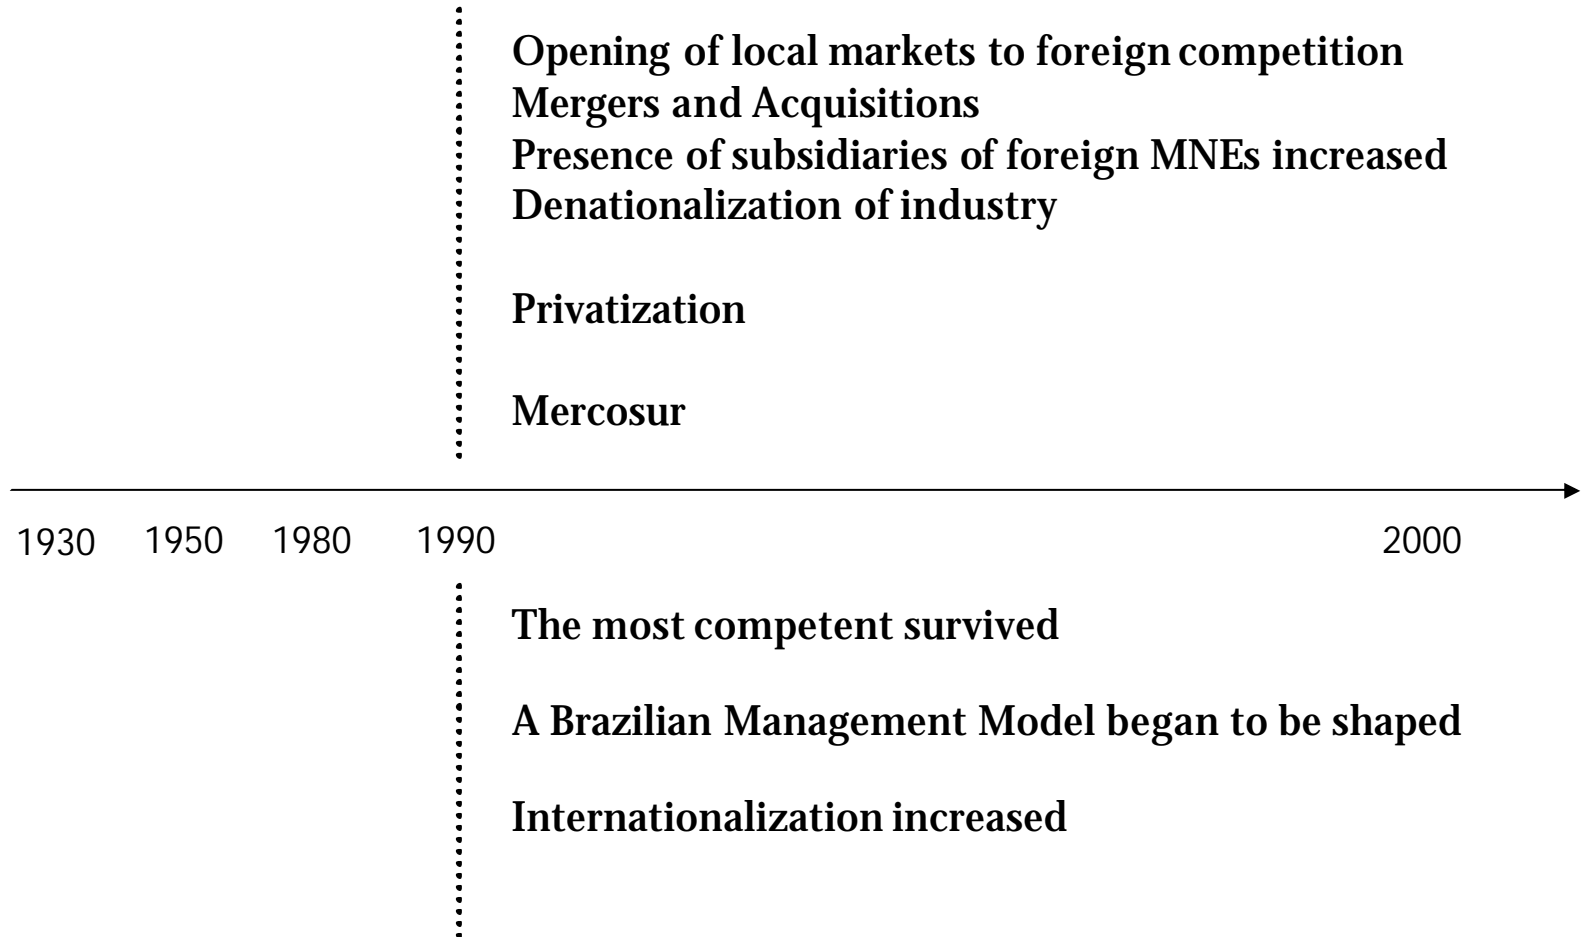 Opening of local markets to foreign competition
Mergers and Acquisitions
Presence of subsidiaries of foreign MNEs increased
Denationalization of industry
Privatization
Mercosur
1930 1950 1980 1990 2000
The most competent survived
A Brazilian Management Model began to be shaped
Internationalization increased